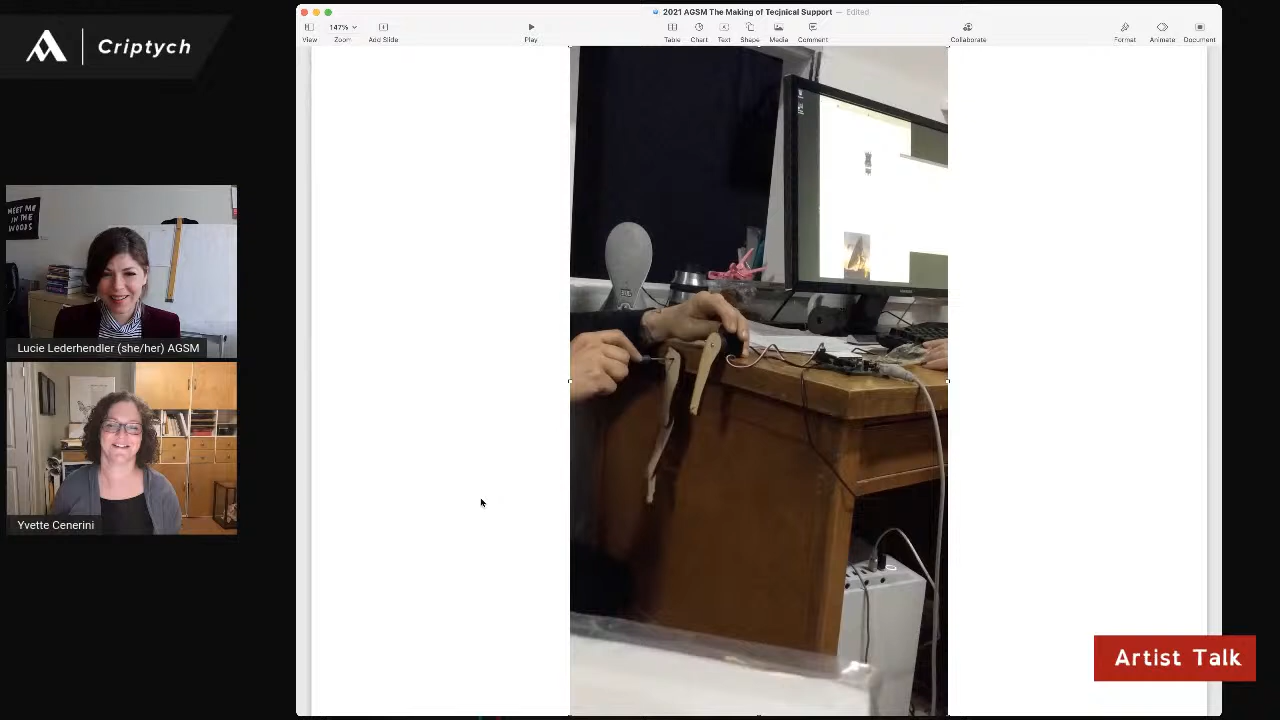 Criptych
2021 AGSM The Making of Tecjnical Support — Edited
147%
View
Zoom
Add Slide
Play
Table
Chart
Text
Shape
Media
Comment
Collaborate
Format
Animate
Document
MEET ME
IN THE
WOODS
Lucie Lederhendler (she/her) AGSM
Yvette Cenerini
Artist Talk